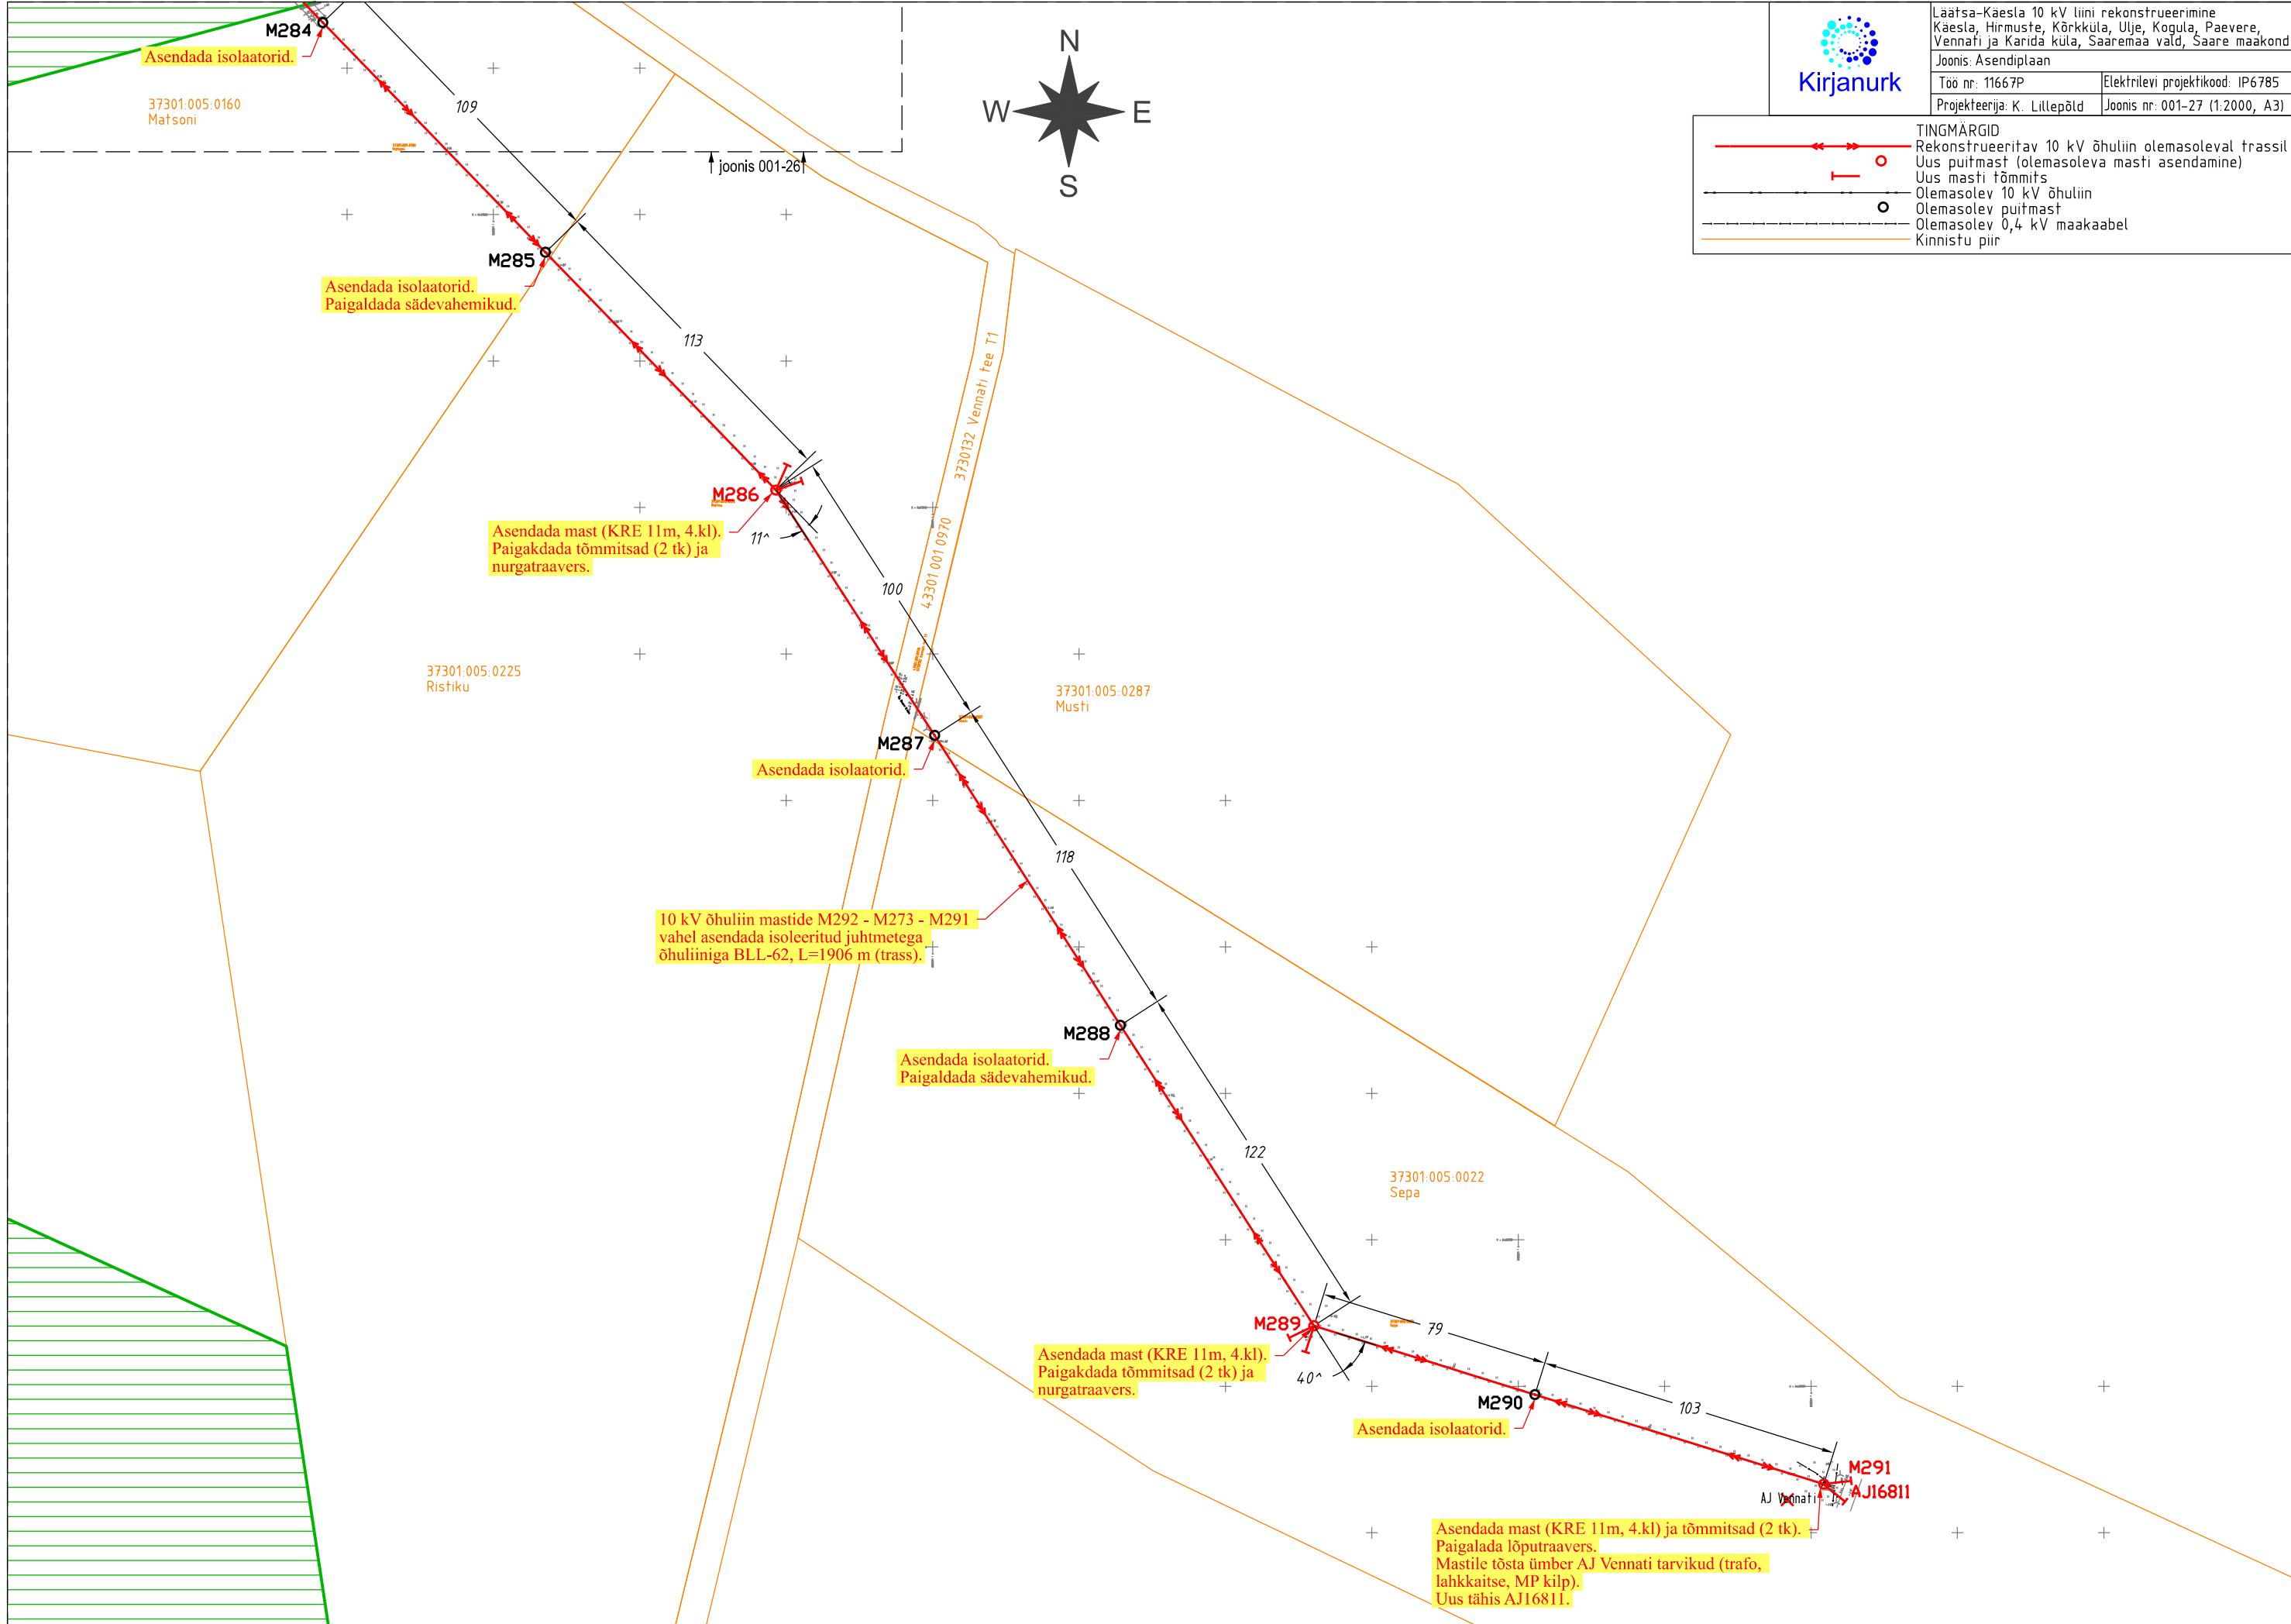 Kirjanurk
Läätsa-Käesla 10 kV liini rekonstrueerimine
Käesla, Hirmuste, Kõrkküla, Ulje, Kogula, Paevere,
Vennati ja Karida küla, Saaremaa vald, Saare maakond
Joonis: Asendiplaan
Töö nr: 11667P
Elektrilevi projektikood: IP6785
Projekteerija: K. Lillepõld
Joonis nr: 001-27 (1:2000, A3)
TINGMÄRGID
Rekonstrueeritav 10 kV õhuliin olemasoleval trassil
Uus puitmast (olemasoleva masti asendamine)
Uus masti tõmmits
Olemasolev 10 kV õhuliin
Olemasolev puitmast
Olemasolev 0,4 kV maakaabel
Kinnistu piir
N
W
E
S
joonis 001-26
M284
Asendada isolaatorid.
37301:005:0160
Matsoni
109
M285
Asendada isolaatorid.
Paigaldada sädevahemikud.
113
3730132 Vennati tee T1
43301:001:0970
M286
Asendada mast (KRE 11m, 4.kl).
Paigakdada tõmmitsad (2 tk) ja
nurgatraavers.
11^
100
37301:005:0225
Ristiku
37301:005:0287
Musti
M287
Asendada isolaatorid.
118
10 kV õhuliin mastide M292 - M273 - M291
vahel asendada isoleeritud juhtmetega
õhuliiniga BLL-62, L=1906 m (trass).
M288
Asendada isolaatorid.
Paigaldada sädevahemikud.
122
37301:005:0022
Sepa
M289
Asendada mast (KRE 11m, 4.kl).
Paigakdada tõmmitsad (2 tk) ja
nurgatraavers.
40^
79
M290
Asendada isolaatorid.
103
M291
AJ16811
AJ Vennati
Asendada mast (KRE 11m, 4.kl) ja tõmmitsad (2 tk).
Paigalada lõputraavers.
Mastile tõsta ümber AJ Vennati tarvikud (trafo,
lahkkaitse, MP kilp).
Uus tähis AJ16811.